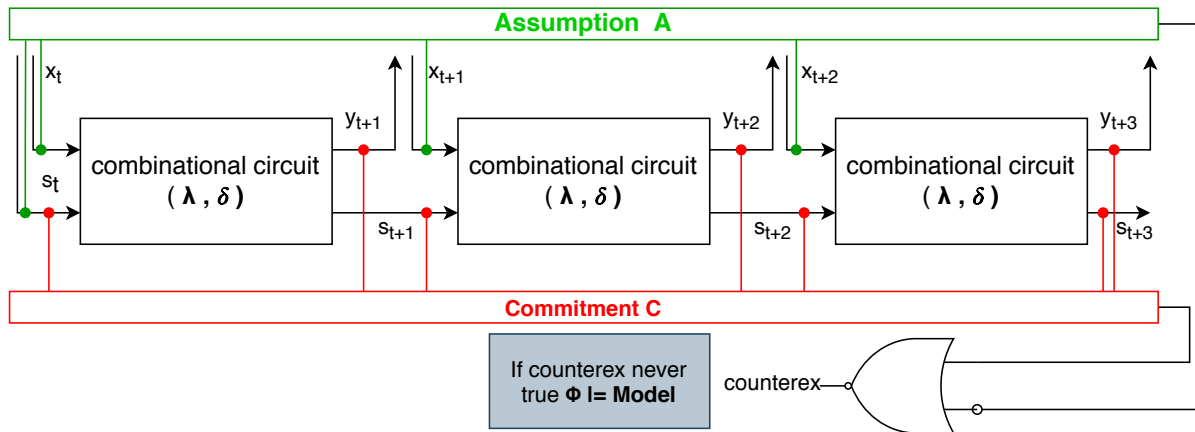 Assumption A
xt
xt+1
xt+2
yt+1
yt+2
yt+3
combinational circuit
( λ , δ )
combinational circuit
( λ , δ )
combinational circuit
( λ , δ )
st
st+1
st+2
st+3
Commitment C
If counterex never
true Φ |= Model
counterex